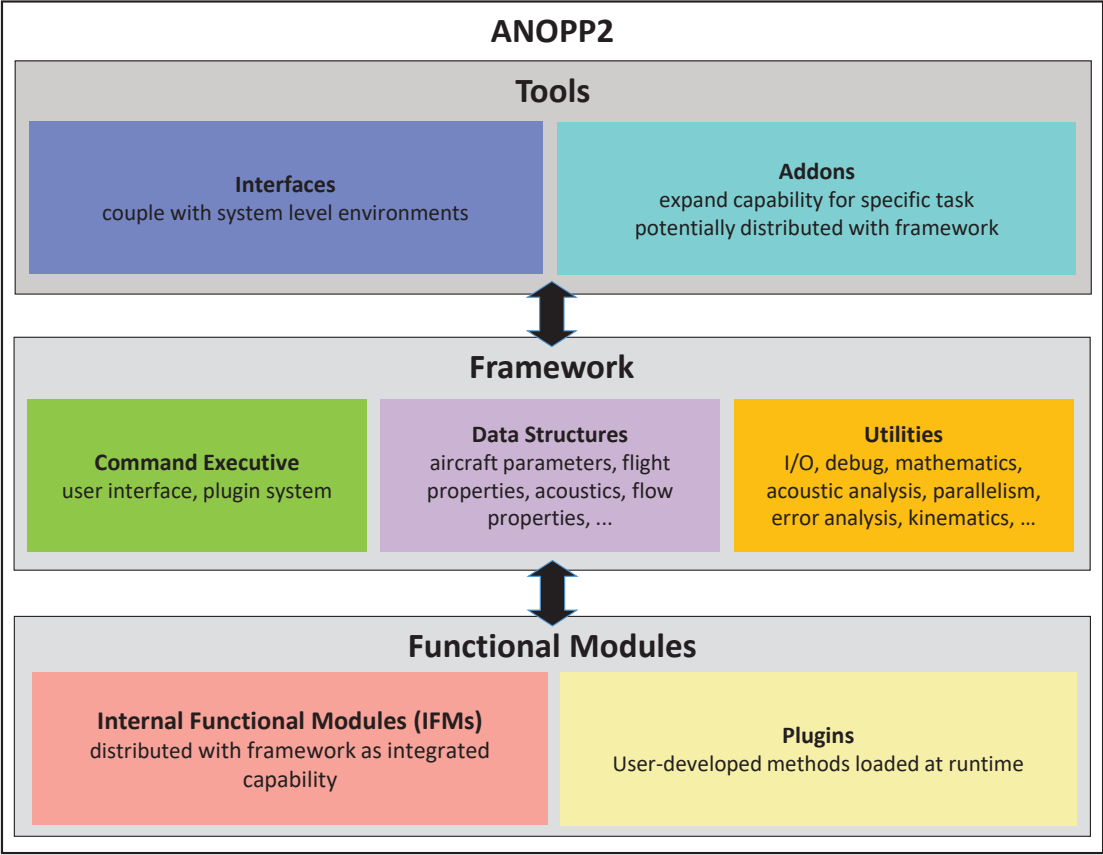 ANOPP2
Tools
Interfaces
couple with system level environments
Addons
expand capability for specific task
potentially distributed with framework
Framework
Command Executive
user interface, plugin system
Data Structures
aircraft parameters, flight
properties, acoustics, flow
properties, ...
Utilities
I/O, debug, mathematics,
acoustic analysis, parallelism,
error analysis, kinematics, …
Functional Modules
Internal Functional Modules (IFMs)
distributed with framework as integrated
capability
Plugins
User-developed methods loaded at runtime